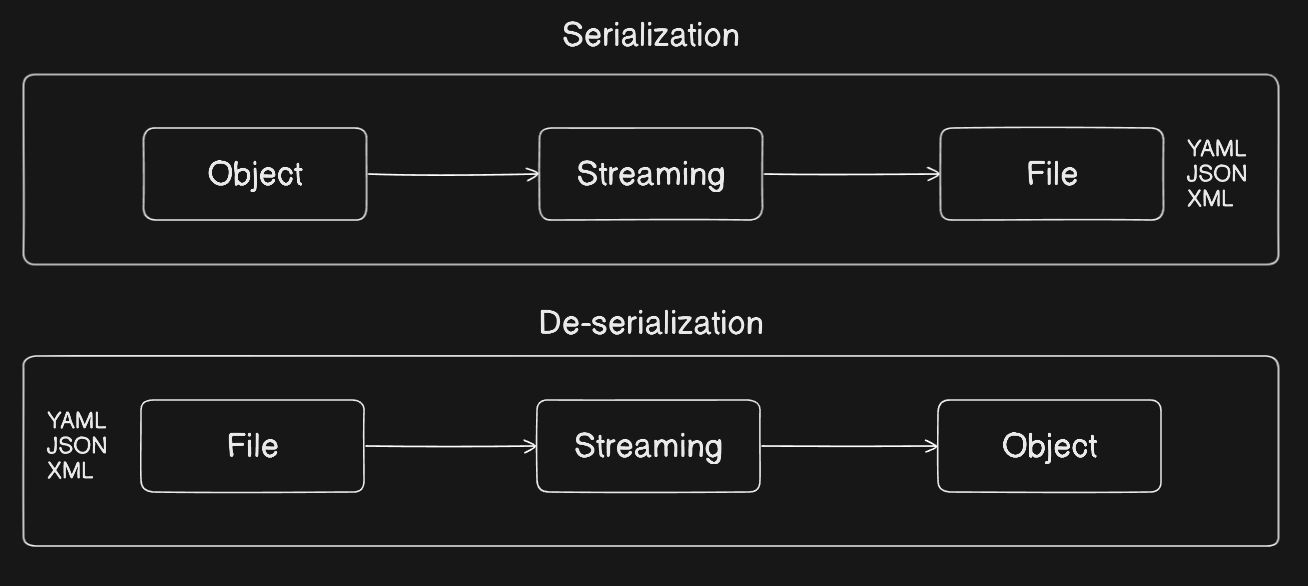 Serialization
Object
Streaming
File
YAML
JSON
XML
De-serialization
YAML
JSON
XML
File
Streaming
Object